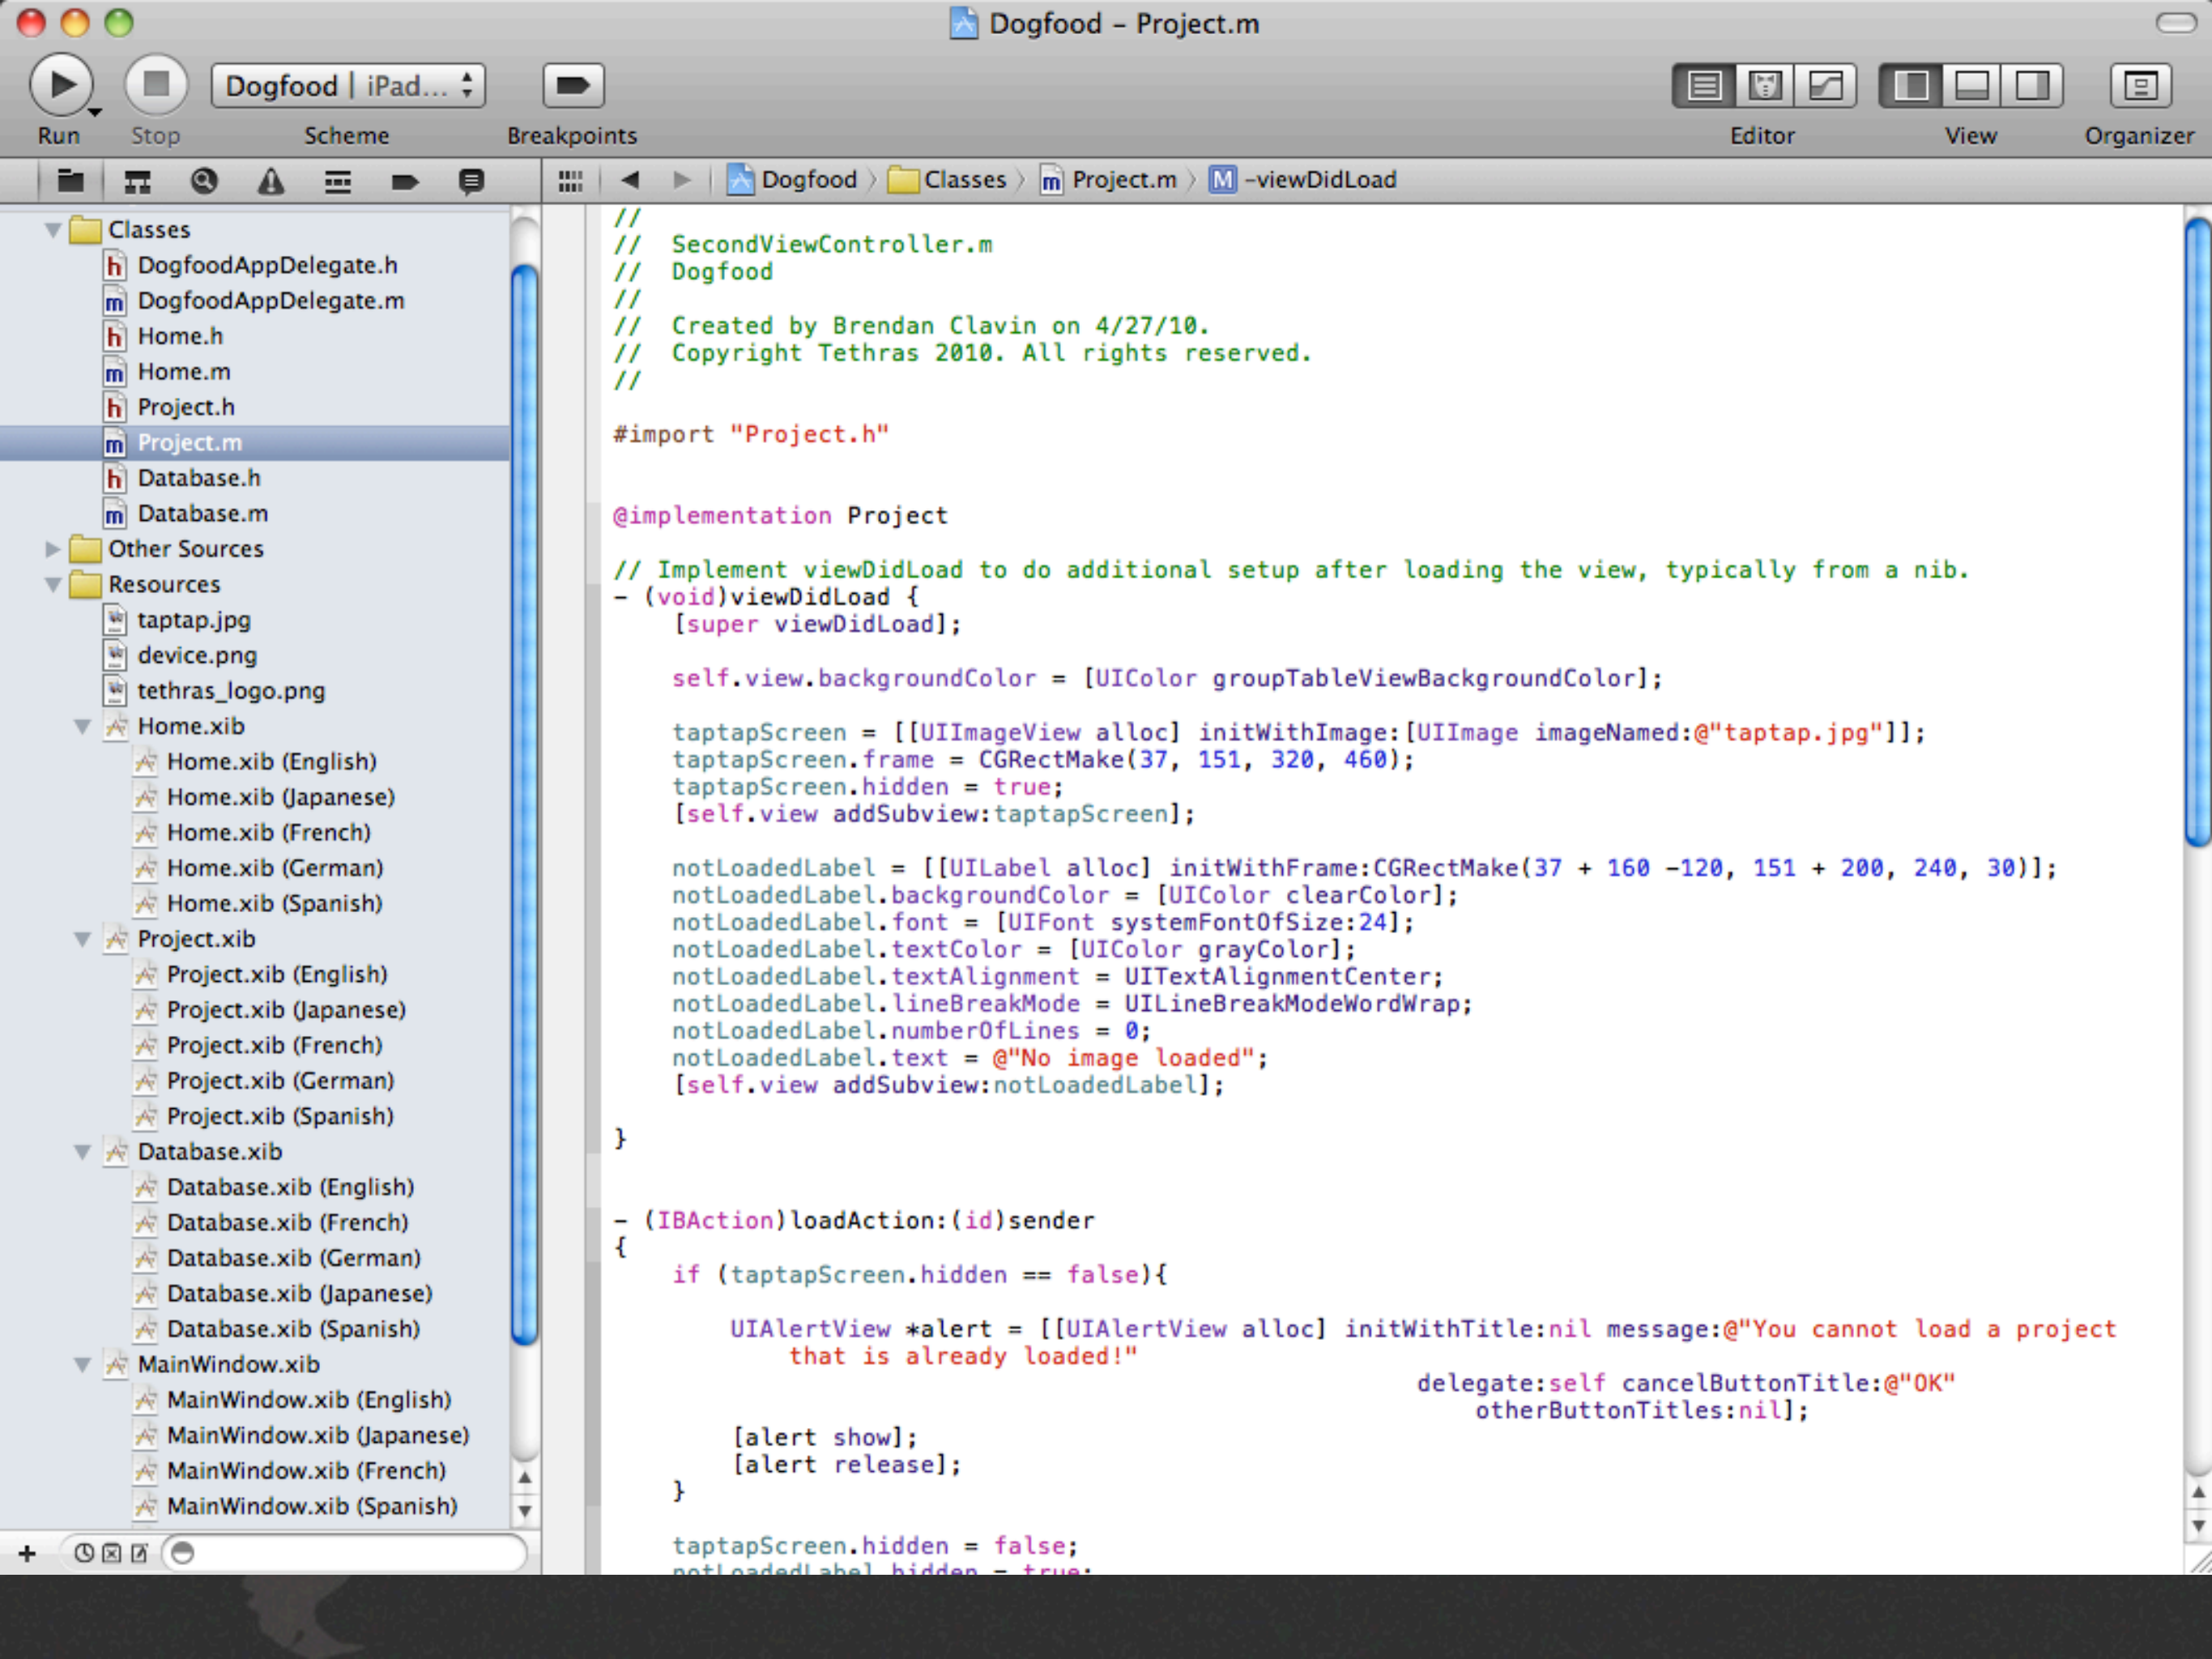 Dogfood – Project.m
Dogfood | iPad...
Run
Stop
Scheme
Breakpoints
Editor
View
Organizer
Dogfood
Classes
m Project.m
M -viewDidLoad
Classes
h DogfoodAppDelegate.h
m DogfoodAppDelegate.m
h Home.h
m Home.m
h Project.h
m Project.m
h Database.h
m Database.m
Other Sources
Resources
taptap.jpg
device.png
tethras_logo.png
Home.xib
Home.xib (English)
Home.xib (Japanese)
Home.xib (French)
Home.xib (German)
Home.xib (Spanish)
Project.xib
Project.xib (English)
Project.xib (Japanese)
Project.xib (French)
Project.xib (German)
Project.xib (Spanish)
Database.xib
Database.xib (English)
Database.xib (French)
Database.xib (German)
Database.xib (Japanese)
Database.xib (Spanish)
MainWindow.xib
MainWindow.xib (English)
MainWindow.xib (Japanese)
MainWindow.xib (French)
MainWindow.xib (Spanish)
//
//  SecondViewController.m
//  Dogfood
//
//  Created by Brendan Clavin on 4/27/10.
//  Copyright Tethras 2010. All rights reserved.
//
#import "Project.h"
@implementation Project
// Implement viewDidLoad to do additional setup after loading the view, typically from a nib.
- (void)viewDidLoad {
[super viewDidLoad];
self.view.backgroundColor = [UIColor groupTableViewBackgroundColor];
taptapScreen = [[UIImageView alloc] initWithImage:[UIImage imageNamed:@"taptap.jpg"]];
taptapScreen.frame = CGRectMake(37, 151, 320, 460);
taptapScreen.hidden = true;
[self.view addSubview:taptapScreen];
notLoadedLabel = [[UILabel alloc] initWithFrame:CGRectMake(37 + 160 -120, 151 + 200, 240, 30)];
notLoadedLabel.backgroundColor = [UIColor clearColor];
notLoadedLabel.font = [UIFont systemFontOfSize:24];
notLoadedLabel.textColor = [UIColor grayColor];
notLoadedLabel.textAlignment = UITextAlignmentCenter;
notLoadedLabel.lineBreakMode = UILineBreakModeWordWrap;
notLoadedLabel.numberOfLines = 0;
notLoadedLabel.text = @"No image loaded";
[self.view addSubview:notLoadedLabel];
}
- (IBAction)loadAction:(id)sender
{
if (taptapScreen.hidden == false){
UIAlertView *alert = [[UIAlertView alloc] initWithTitle:nil message:@"You cannot load a project
that is already loaded!"
delegate:self cancelButtonTitle:@"OK"
otherButtonTitles:nil];
[alert show];
[alert release];
}
taptapScreen.hidden = false;
notLoadedLabel.hidden = true;